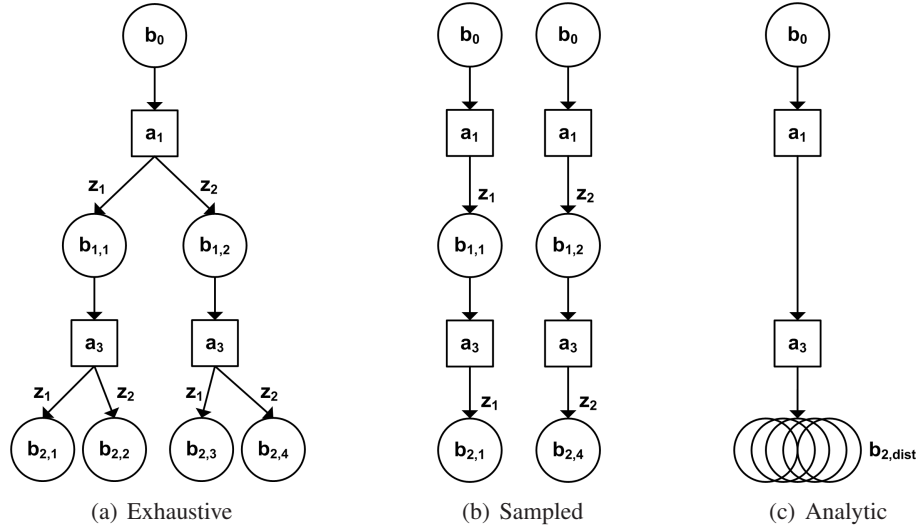 b0 b0 b0 b0
a1 a1 a1 a1
z1 z2 z1 z2
b1,1 b1,2 b1,1 b1,2
a3 a3 a3 a3 a3
z1 z2 z1 z2 z1 z2
b2,1 b2,2 b2,3 b2,4 b2,1 b2,4 b2,dist
(a) Exhaustive (b) Sampled (c) Analytic